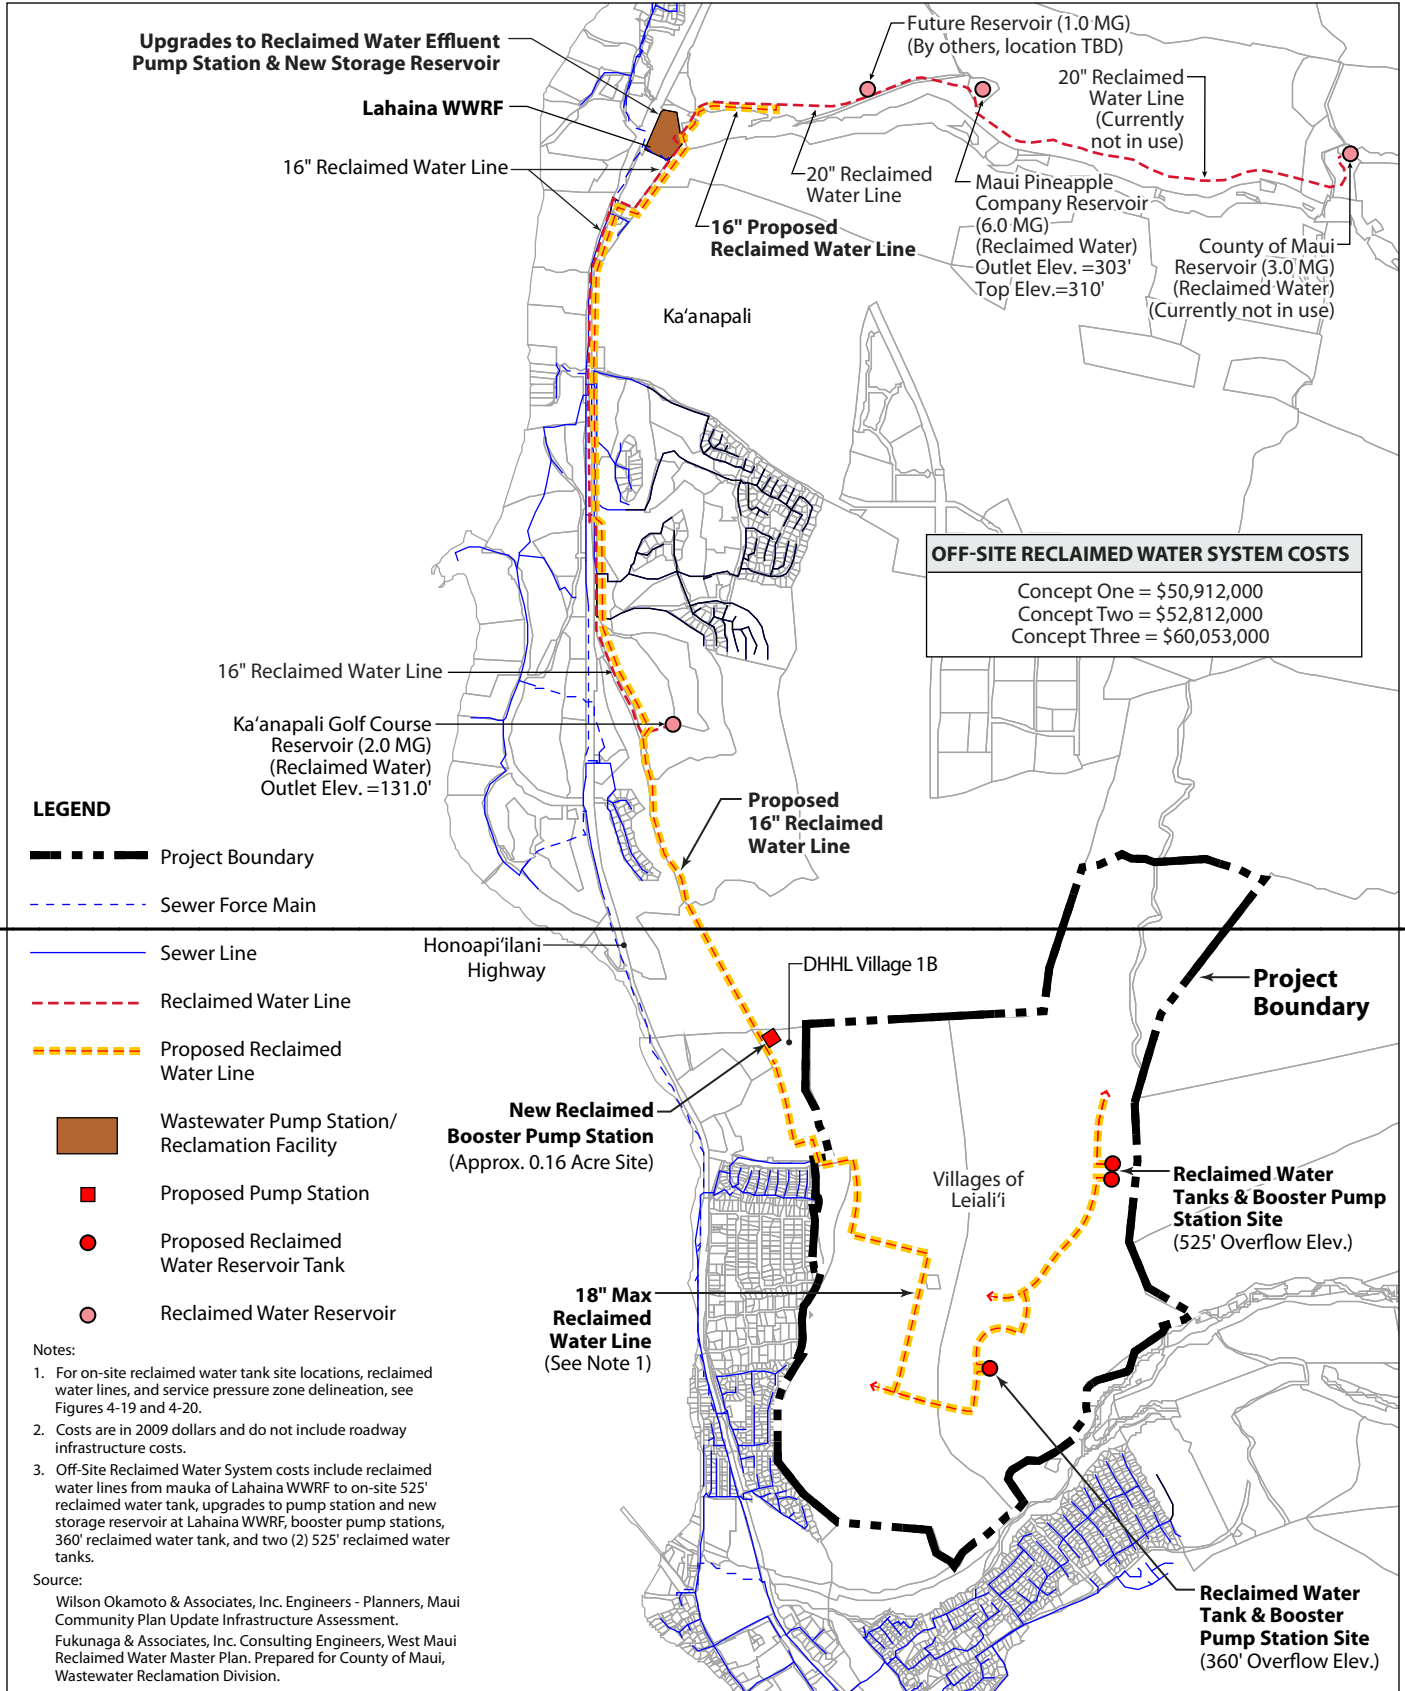 Upgrades to Reclaimed Water Effluent
Pump Station & New Storage Reservoir
Lahaina WWRF
16" Reclaimed Water Line
Future Reservoir (1.0 MG)
(By others, location TBD)
20" Reclaimed
Water Line
(Currently
not in use)
20" Reclaimed
Water Line
16" Proposed
Reclaimed Water Line
Maui Pineapple
Company Reservoir
(6.0 MG)
(Reclaimed Water)
Outlet Elev. =303'
Top Elev.=310'
County of Maui
Reservoir (3.0 MG)
(Reclaimed Water)
(Currently not in use)
Ka‘anapali
OFF-SITE RECLAIMED WATER SYSTEM COSTS
Concept One = $50,912,000
Concept Two = $52,812,000
Concept Three = $60,053,000
16" Reclaimed Water Line
Ka‘anapali Golf Course
Reservoir (2.0 MG)
(Reclaimed Water)
Outlet Elev. =131.0'
Proposed
16" Reclaimed
Water Line
LEGEND
Project Boundary
Sewer Force Main
Sewer Line
Reclaimed Water Line
Proposed Reclaimed
Water Line
Wastewater Pump Station/
Reclamation Facility
Proposed Pump Station
Proposed Reclaimed
Water Reservoir Tank
Reclaimed Water Reservoir
Honoapi‘ilani
Highway
DHHL Village 1B
Project
Boundary
New Reclaimed
Booster Pump Station
(Approx. 0.16 Acre Site)
Villages of
Leiali‘i
Reclaimed Water
Tanks & Booster Pump
Station Site
(525' Overflow Elev.)
18" Max
Reclaimed
Water Line
(See Note 1)
Reclaimed Water
Tank & Booster
Pump Station Site
(360' Overflow Elev.)
Notes:
1. For on-site reclaimed water tank site locations, reclaimed
water lines, and service pressure zone delineation, see
Figures 4-19 and 4-20.
2. Costs are in 2009 dollars and do not include roadway
infrastructure costs.
3. Off-Site Reclaimed Water System costs include reclaimed
water lines from mauka of Lahaina WWRF to on-site 525'
reclaimed water tank, upgrades to pump station and new
storage reservoir at Lahaina WWRF, booster pump stations,
360' reclaimed water tank, and two (2) 525' reclaimed water
tanks.
Source:
Wilson Okamoto & Associates, Inc. Engineers - Planners, Maui
Community Plan Update Infrastructure Assessment.
Fukunaga & Associates, Inc. Consulting Engineers, West Maui
Reclaimed Water Master Plan. Prepared for County of Maui,
Wastewater Reclamation Division.